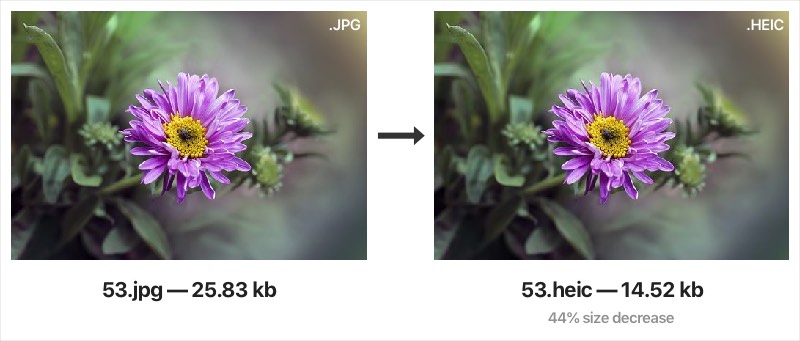 .JPG
.HEIC
53.jpg — 25.83 kb
53.heic — 14.52 kb
44% size decrease